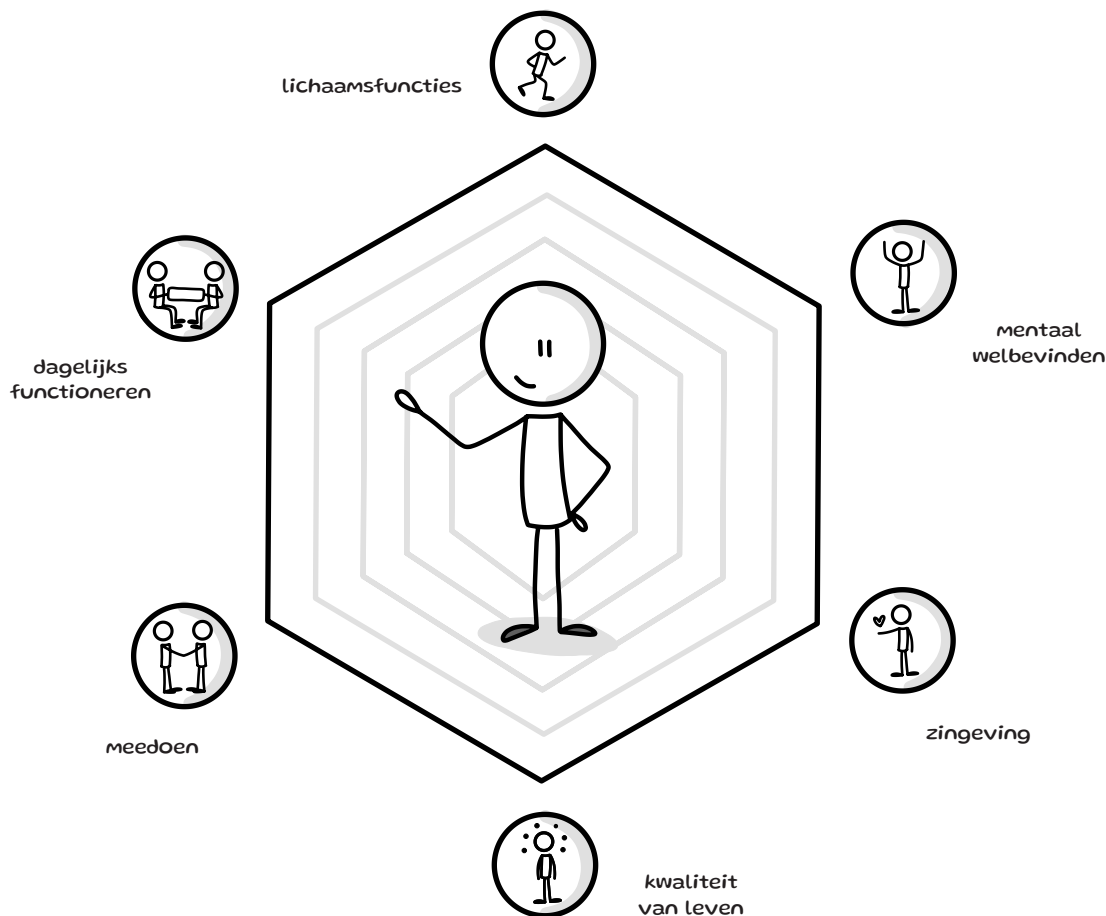 lichaamsfuncties
mentaal
welbevinden
dagelijks
functioneren
zingeving
meedoen
kwaliteit
van leven